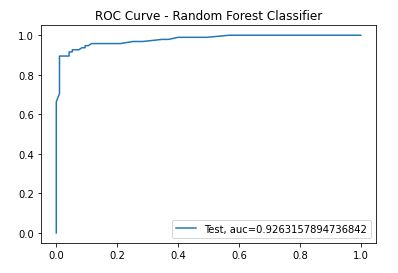 ROC Curve - Random Forest Classifier
1.0
0.8
0.6
0.4
0.2
0.0
Test, auc=0.9263157894736842
0.0 0.2 0.4 0.6 0.8 1.0